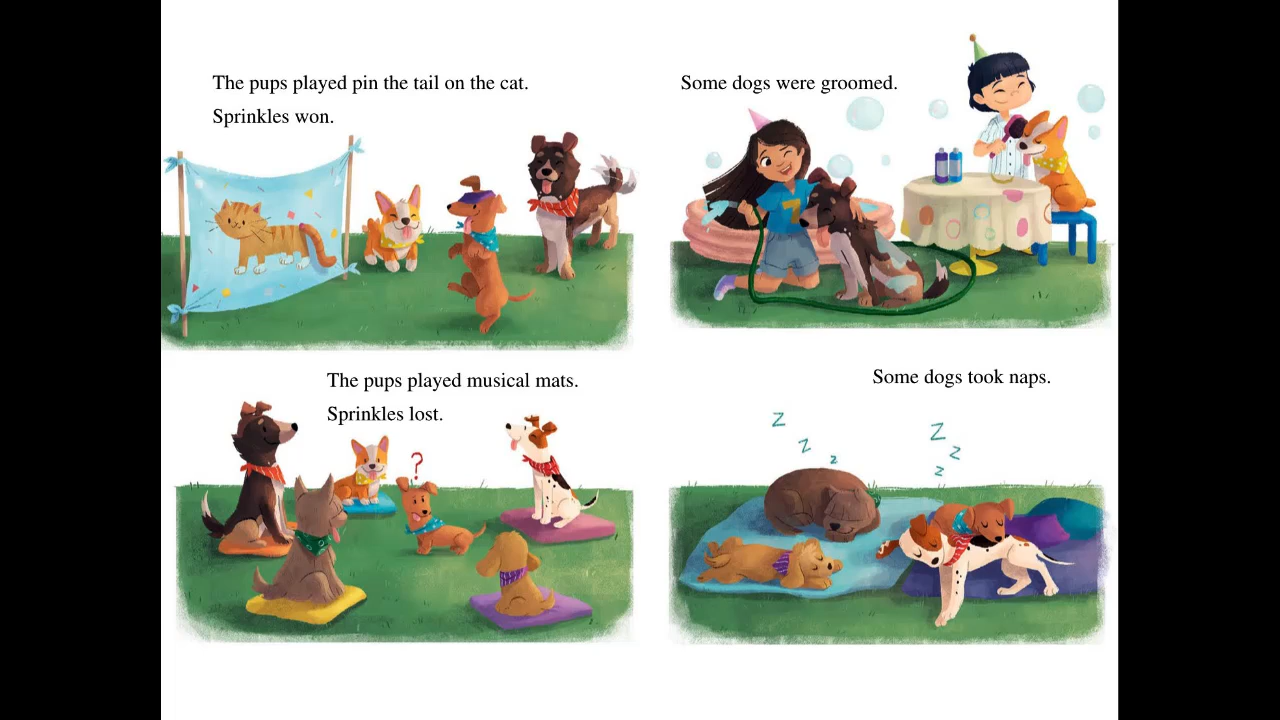 The pups played pin the tail on the cat.
Sprinkles won.
Some dogs were groomed.
7
The pups played musical mats.
Sprinkles lost.
?
Some dogs took naps.
Z
Z
Z
Z
Z
Z